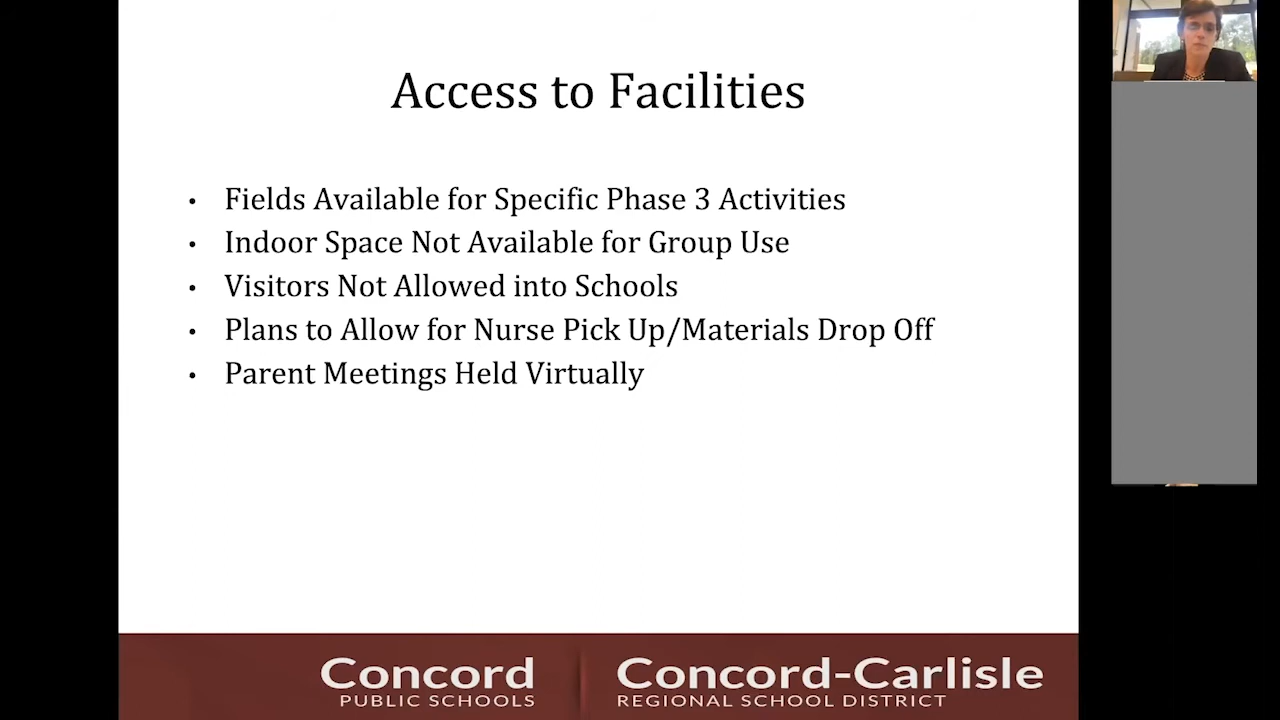 Access to Facilities
• Fields Available for Specific Phase 3 Activities
• Indoor Space Not Available for Group Use
• Visitors Not Allowed into Schools
• Plans to Allow for Nurse Pick Up/Materials Drop Off
• Parent Meetings Held Virtually
Concord
PUBLIC SCHOOLS
Concord-Carlisle
REGIONAL SCHOOL DISTRICT